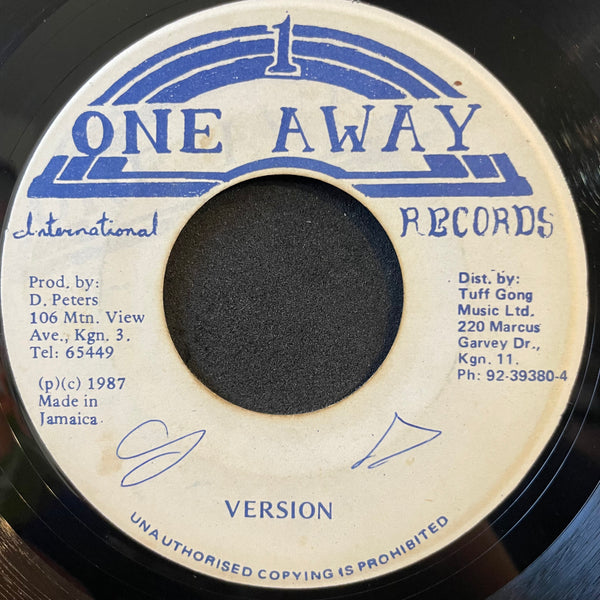 1
ONE AWAY
International RECORDS
Prod. by:
D. Peters
106 Mtn. View
Ave., Kgn. 3.
Tel: 65449
(p)(c) 1987
Made in
Jamaica
Dist. by:
Tuff Gong
Music Ltd.
220 Marcus
Garvey Dr.,
Kgn. 11.
Ph: 92-39380-4
VERSION
UNAUTHORISED COPYING IS PROHIBITED